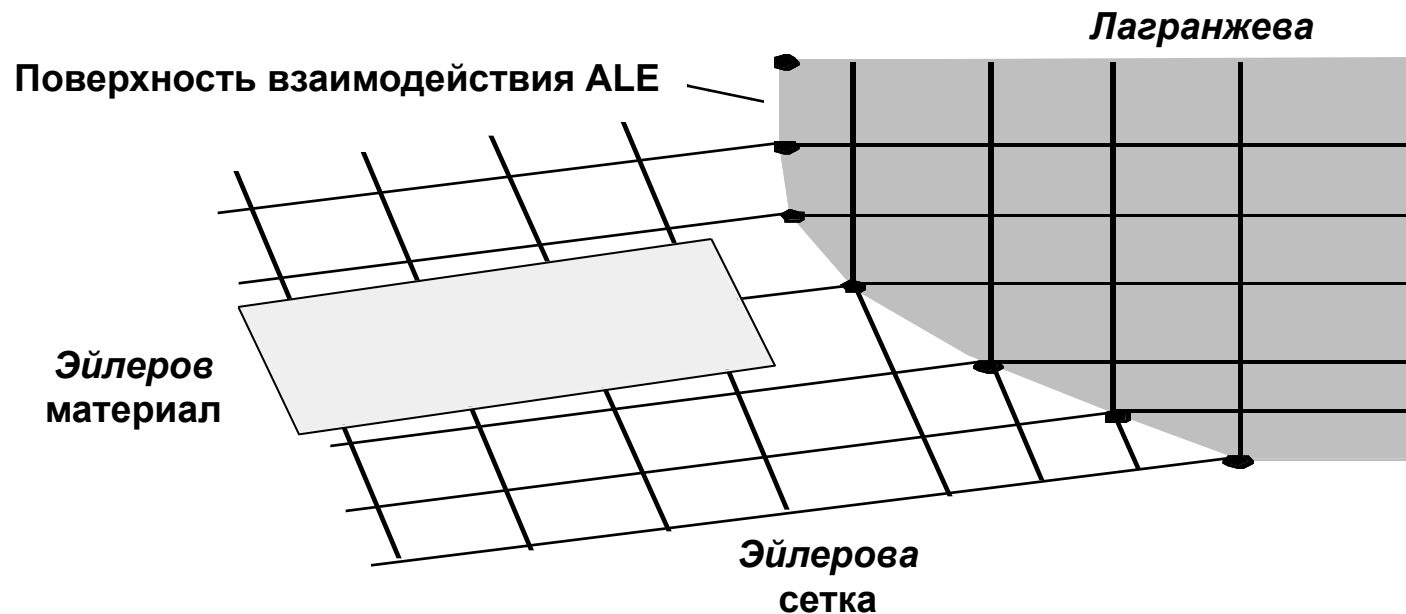 Лагранжева
Поверхность взаимодействия ALE
Эйлеров
материал
Эйлерова
сетка